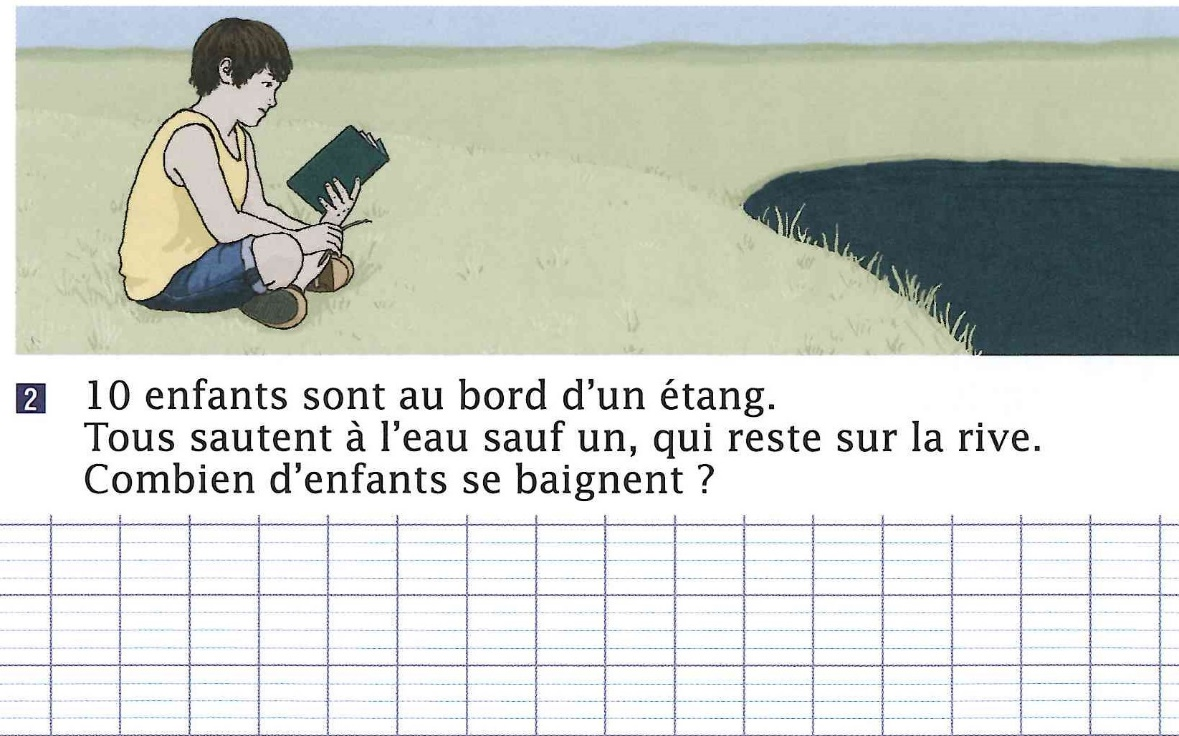 2 10 enfants sont au bord d'un étang.
Tous sautent à l'eau sauf un, qui reste sur la rive.
Combien d'enfants se baignent ?